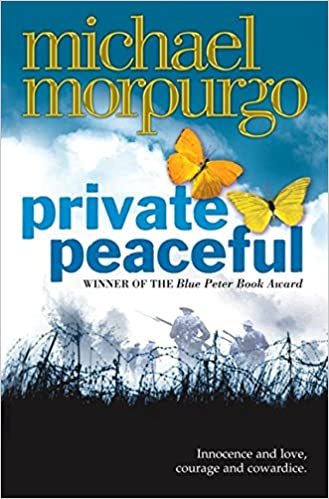 michael
morpurgo
private
peaceful
WINNER OF THE Blue Peter Book Award
Innocence and love,
courage and cowardice.